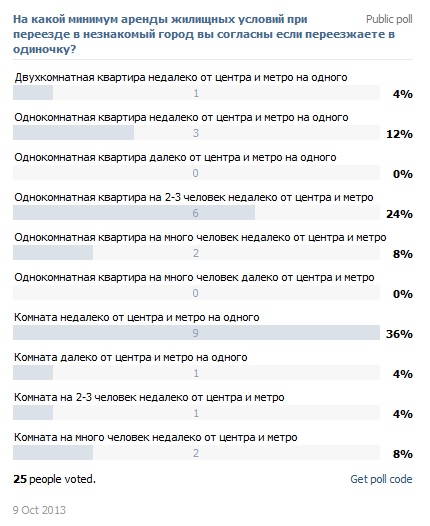 На какой минимум аренды жилищных условий при
Public poll
переезде в незнакомый город вы согласны если переезжаете в
одиночку?
Двухкомнатная квартира недалеко от центра и метро на одного
1
4%
Однокомнатная квартира недалеко от центра и метро на одного
3
12%
Однокомнатная квартира далеко от центра и метро на одного
0
0%
Однокомнатная квартира на 2-3 человек недалеко от центра и метро
6
24%
Однокомнатная квартира на много человек недалеко от центра и метро
2
8%
Однокомнатная квартира на много человек далеко от центра и метро
0
0%
Комната недалеко от центра и метро на одного
9
36%
Комната далеко от центра и метро на одного
1
4%
Комната на 2-3 человек недалеко от центра и метро
1
4%
Комната на много человек недалеко от центра и метро
2
8%
25 people voted.
Get poll code
9 Oct 2013